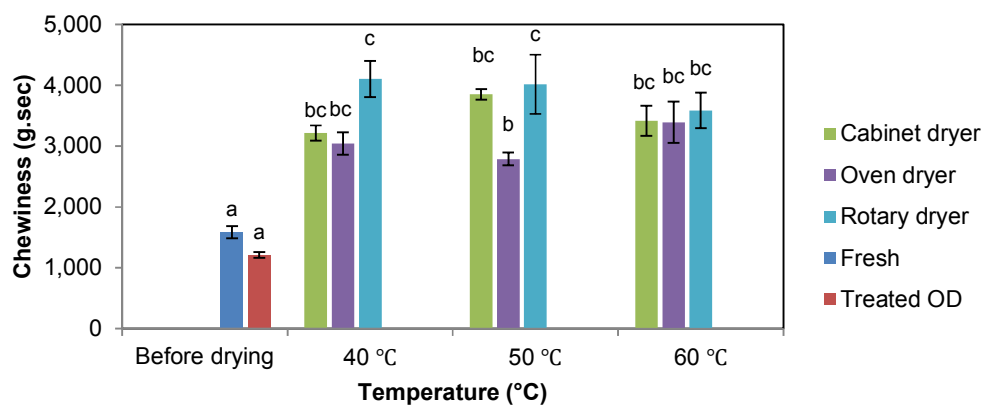 Chewiness (g.sec)
5,000
4,000
3,000
2,000
1,000
0
a
a
bc
bc
c
bc
b
c
bc
bc
bc
Before drying
40 ℃
50 ℃
60 ℃
Temperature (°C)
Cabinet dryer
Oven dryer
Rotary dryer
Fresh
Treated OD